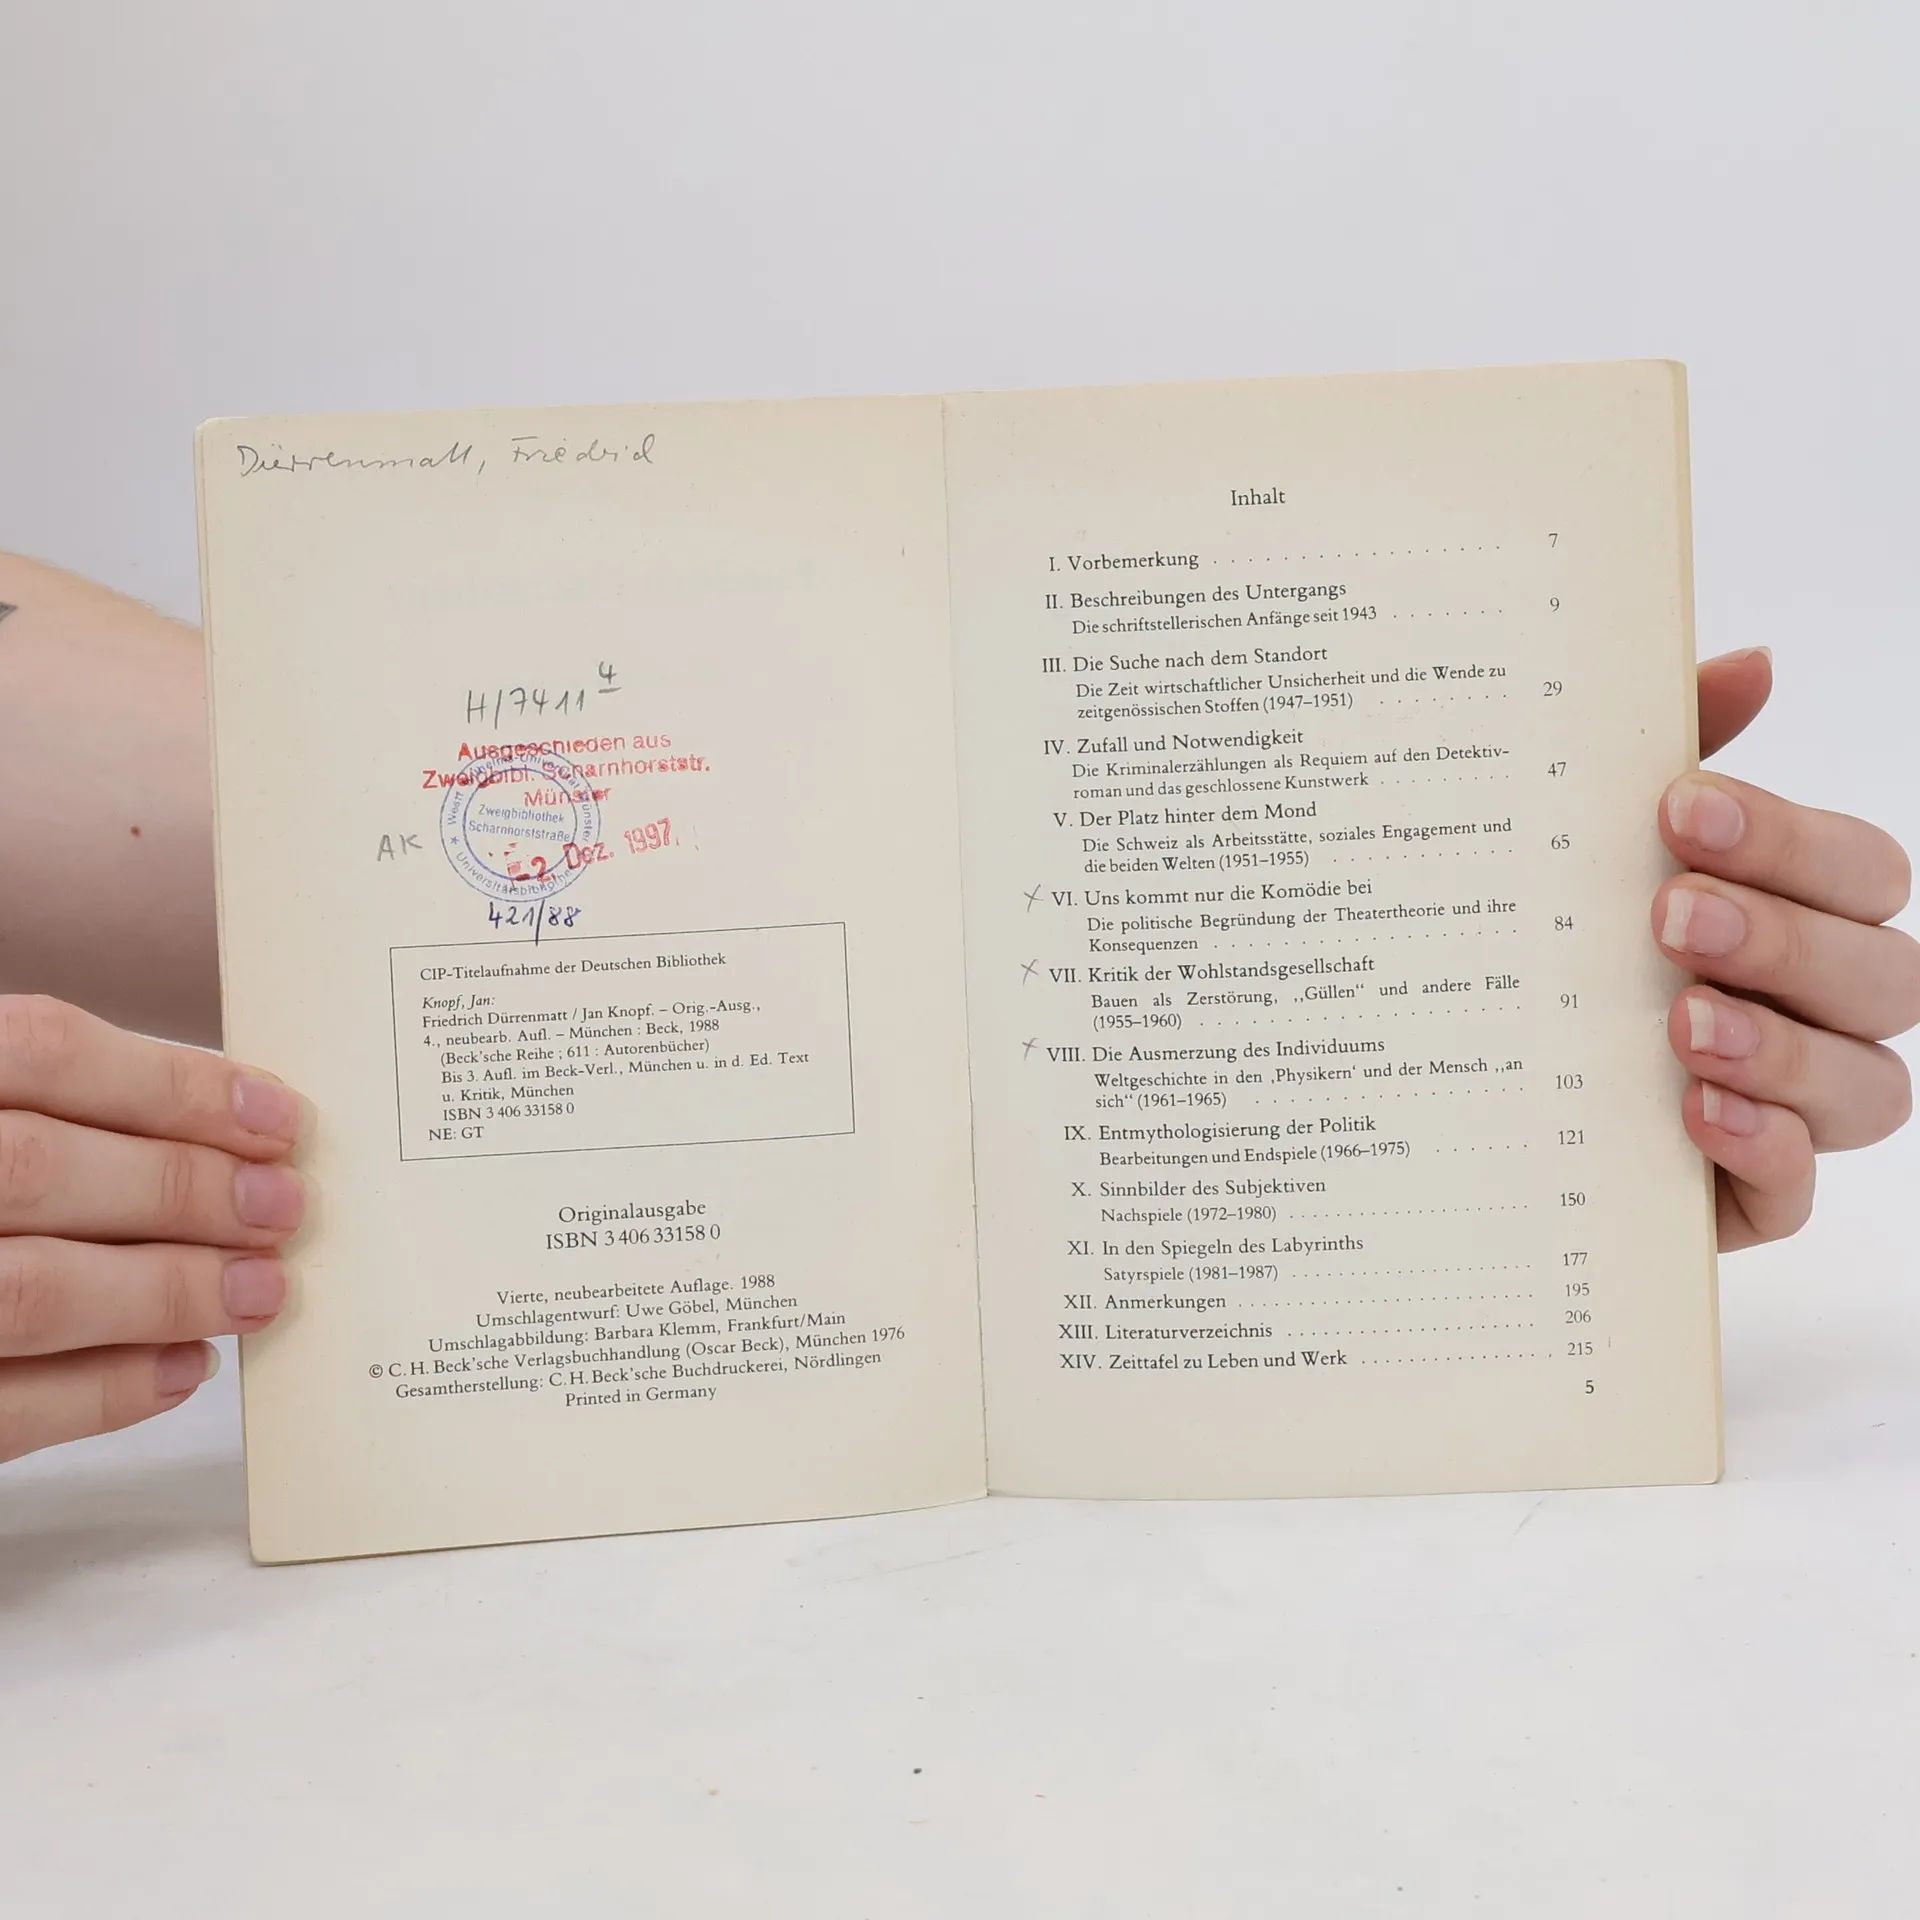 Dürrenmatt, Friedrich
H/7411 4
Ausgeschieden aus
Zweigbibl. Scharnhorststr.
Münster
Westf. Wilhelms-Universität Münster
Zweigbibliothek
Scharnhorststraße
★ Universitätsbibliothek
AK
2. Dez. 1997
421/88
CIP-Titelaufnahme der Deutschen Bibliothek
Knopf, Jan:
Friedrich Dürrenmatt / Jan Knopf. – Orig.-Ausg.,
4., neubearb. Aufl. – München : Beck, 1988
(Beck'sche Reihe ; 611 : Autorenbücher)
Bis 3. Aufl. im Beck-Verl., München u. in d. Ed. Text
u. Kritik, München
ISBN 3 406 33158 0
NE: GT
Originalausgabe
ISBN 3 406 33158 0
Vierte, neubearbeitete Auflage. 1988
Umschlagentwurf: Uwe Göbel, München
Umschlagabbildung: Barbara Klemm, Frankfurt/Main
© C. H. Beck'sche Verlagsbuchhandlung (Oscar Beck), München 1976
Gesamtherstellung: C. H. Beck'sche Buchdruckerei, Nördlingen
Printed in Germany
Inhalt
I. Vorbemerkung . . . . . . . . . . . . . . . . 7
II. Beschreibungen des Untergangs
Die schriftstellerischen Anfänge seit 1943 . . . . . . . 9
III. Die Suche nach dem Standort
Die Zeit wirtschaftlicher Unsicherheit und die Wende zu
zeitgenössischen Stoffen (1947–1951) . . . . . . . . 29
IV. Zufall und Notwendigkeit
Die Kriminalerzählungen als Requiem auf den Detektiv-
roman und das geschlossene Kunstwerk . . . . . . . . 47
V. Der Platz hinter dem Mond
Die Schweiz als Arbeitsstätte, soziales Engagement und
die beiden Welten (1951–1955) . . . . . . . . . . . 65
x VI. Uns kommt nur die Komödie bei
Die politische Begründung der Theatertheorie und ihre
Konsequenzen . . . . . . . . . . . . . . . . . 84
x VII. Kritik der Wohlstandsgesellschaft
Bauen als Zerstörung, ,,Güllen“ und andere Fälle
(1955–1960) . . . . . . . . . . . . . . . . . . 91
x VIII. Die Ausmerzung des Individuums
Weltgeschichte in den ,Physikern‘ und der Mensch ,,an
sich“ (1961–1965) . . . . . . . . . . . . . . . . 103
IX. Entmythologisierung der Politik
Bearbeitungen und Endspiele (1966–1975) . . . . . . 121
X. Sinnbilder des Subjektiven
Nachspiele (1972–1980) . . . . . . . . . . . . . . . . . . . . . 150
XI. In den Spiegeln des Labyrinths
Satyrspiele (1981–1987) . . . . . . . . . . . . . . . . . . . . . 177
XII. Anmerkungen . . . . . . . . . . . . . . . . . . . . . . . . . . 195
XIII. Literaturverzeichnis . . . . . . . . . . . . . . . . . . . . . 206
XIV. Zeittafel zu Leben und Werk . . . . . . . . . . . . . . . . 215
5